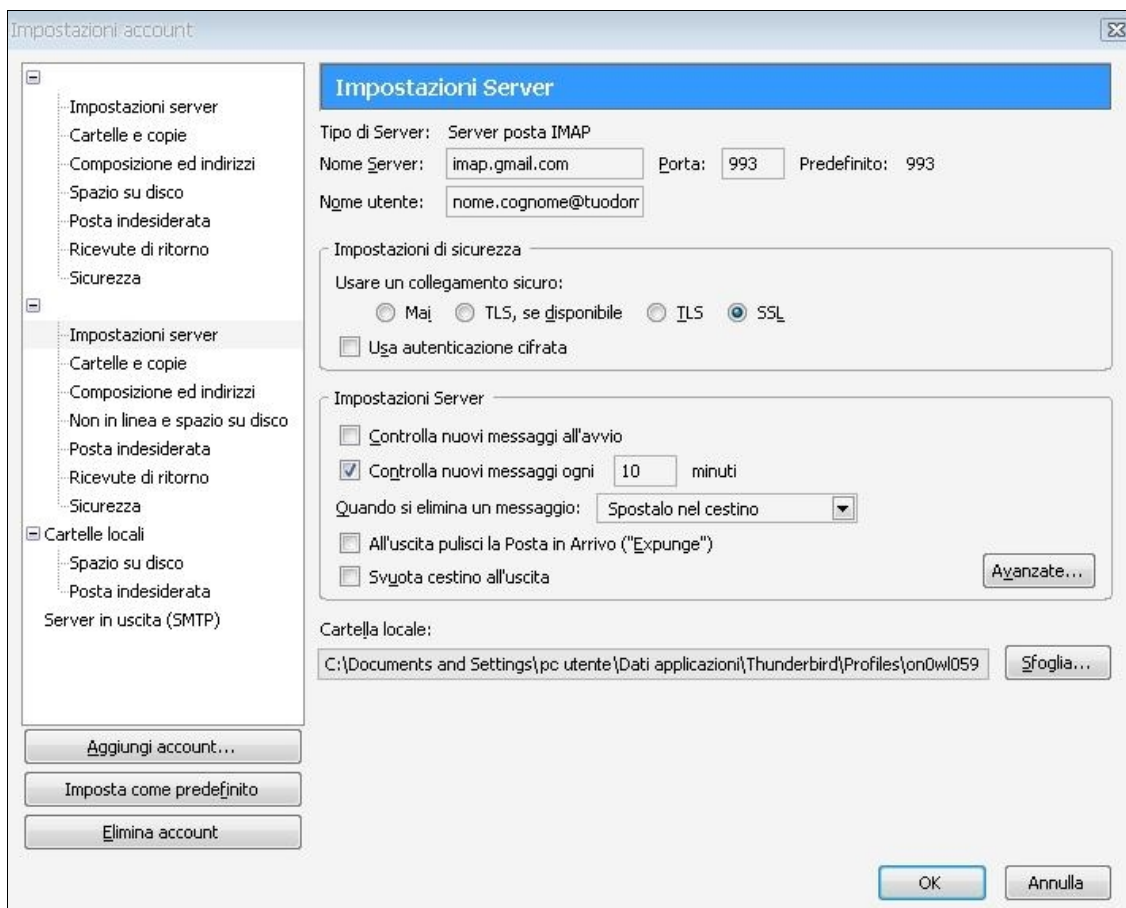 Impostazioni account
Impostazioni server
Cartelle e copie
Composizione ed indirizzi
Spazio su disco
Posta indesiderata
Ricevute di ritorno
Sicurezza
Impostazioni server
Cartelle e copie
Composizione ed indirizzi
Non in linea e spazio su disco
Posta indesiderata
Ricevute di ritorno
Sicurezza
Cartelle locali
Spazio su disco
Posta indesiderata
Server in uscita (SMTP)
Aggiungi account...
Imposta come predefinito
Elimina account
Impostazioni Server
Tipo di Server: Server posta IMAP
Nome Server: imap.gmail.com Porta: 993 Predefinito: 993
Nome utente: nome.cognome@tuodom
Impostazioni di sicurezza
Usare un collegamento sicuro:
Mai TLS, se disponibile TLS SSL
Usa autenticazione cifrata
Impostazioni Server
Controlla nuovi messaggi all'avvio
Controlla nuovi messaggi ogni 10 minuti
Quando si elimina un messaggio: Spostalo nel cestino
All'uscita pulisci la Posta in Arrivo ("Expunge")
Svuota cestino all'uscita
Avanzate...
Cartella locale:
C:\Documents and Settings\pc utente\Dati applicazioni\Thunderbird\Profiles\on0wl059 Sfoglia...
OK Annulla